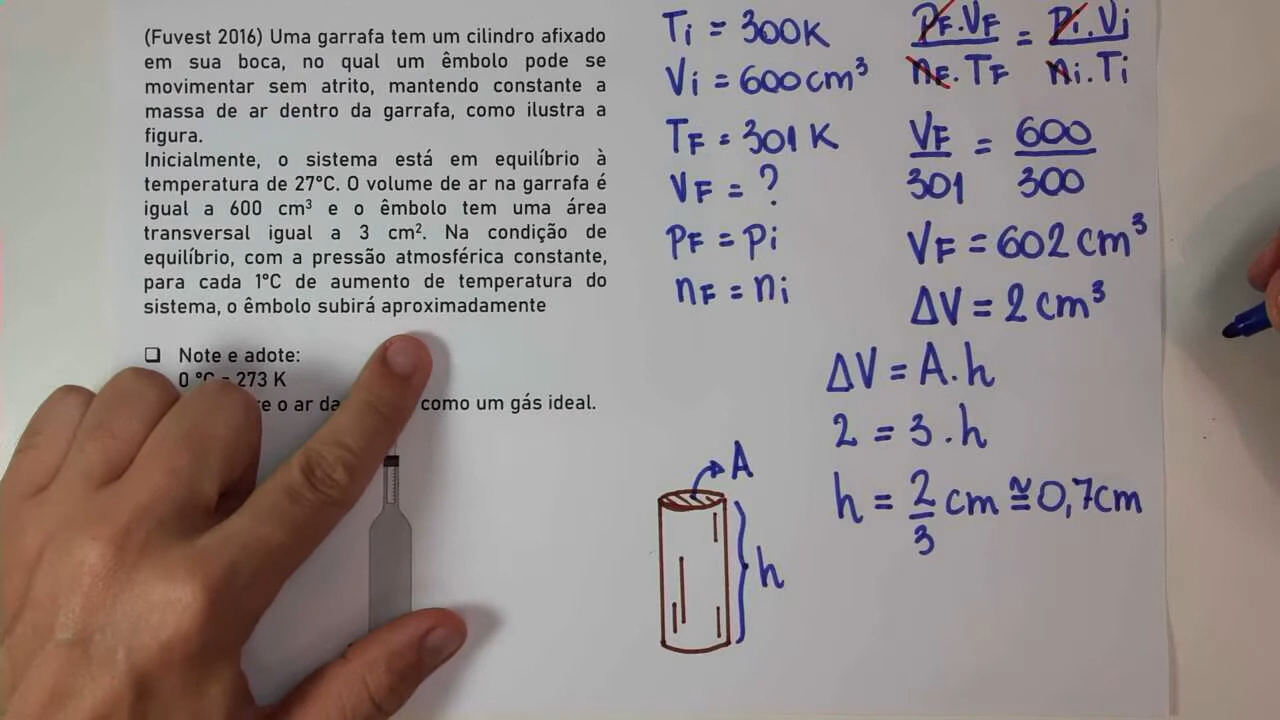 (Fuvest 2016) Uma garrafa tem um cilindro afixado
em sua boca, no qual um êmbolo pode se
movimentar sem atrito, mantendo constante a
massa de ar dentro da garrafa, como ilustra a
figura.
Inicialmente, o sistema está em equilíbrio à
temperatura de 27°C. O volume de ar na garrafa é
igual a 600 cm³ e o êmbolo tem uma área
transversal igual a 3 cm². Na condição de
equilíbrio, com a pressão atmosférica constante,
para cada 1°C de aumento de temperatura do
sistema, o êmbolo subirá aproximadamente
❑ Note e adote:
0 °C = 273 K
o ar como um gás ideal.
Ti = 300K
Vi = 600 cm³
TF = 301 K
VF = ?
PF = Pi
nF = ni
PF.VF / nF.TF = Pi.Vi / ni.Ti
VF / 301 = 600 / 300
VF = 602 cm³
ΔV = 2 cm³
ΔV = A.h
2 = 3.h
h = 2/3 cm ≅ 0,7cm
A
h